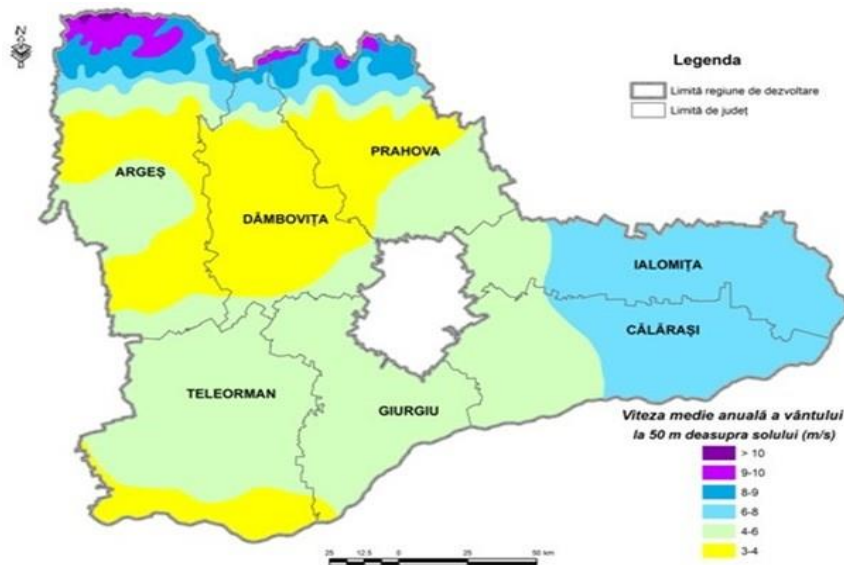 N
Legenda
Limită regiune de dezvoltare
Limită de județ
PRAHOVA
ARGEȘ
DÂMBOVIȚA
IALOMIȚA
CĂLĂRAȘI
TELEORMAN
GIURGIU
Viteza medie anuală a vântului
la 50 m deasupra solului (m/s)
> 10
9-10
8-9
6-8
4-6
3-4
25 12.5 0 25 50 km